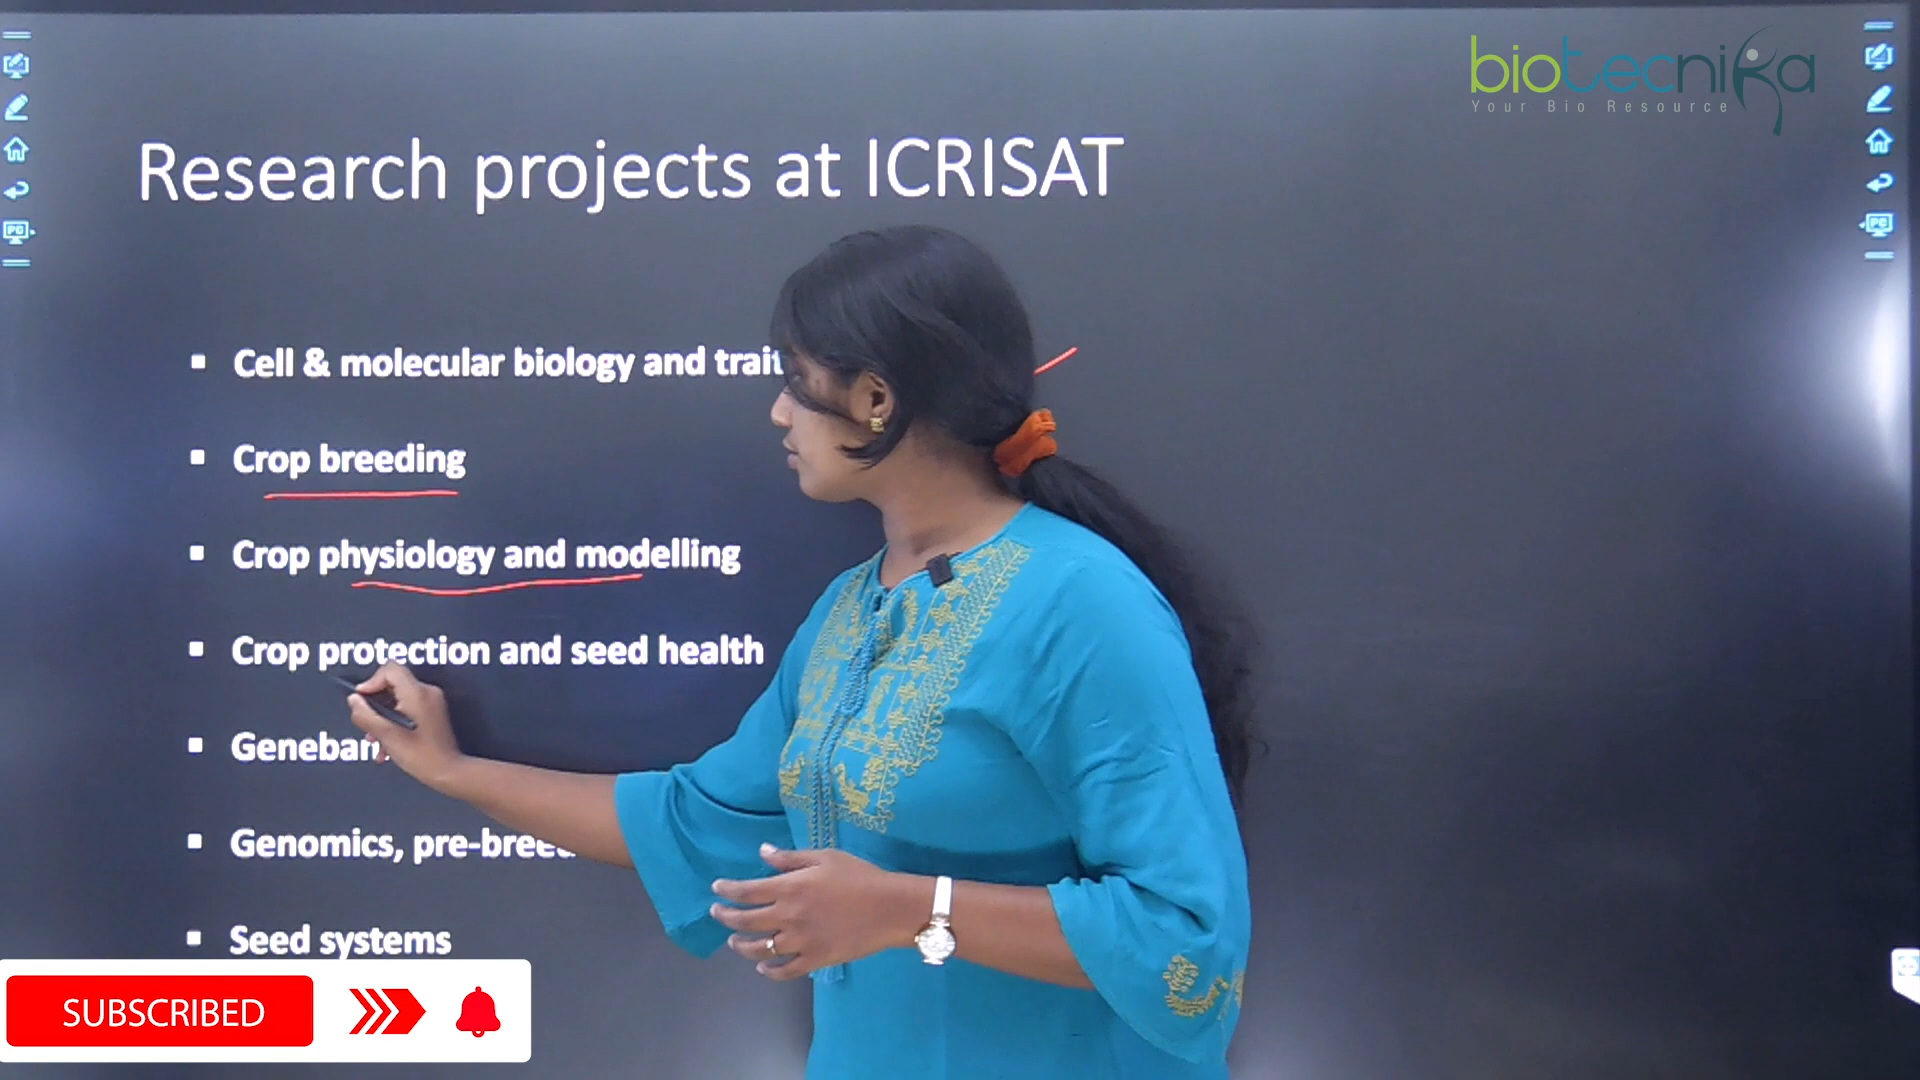 biotecnika
Your Bio Resource
Research projects at ICRISAT
Cell & molecular biology and trait
Crop breeding
Crop physiology and modelling
Crop protection and seed health
Genomics,
Seed systems
SUBSCRIBED